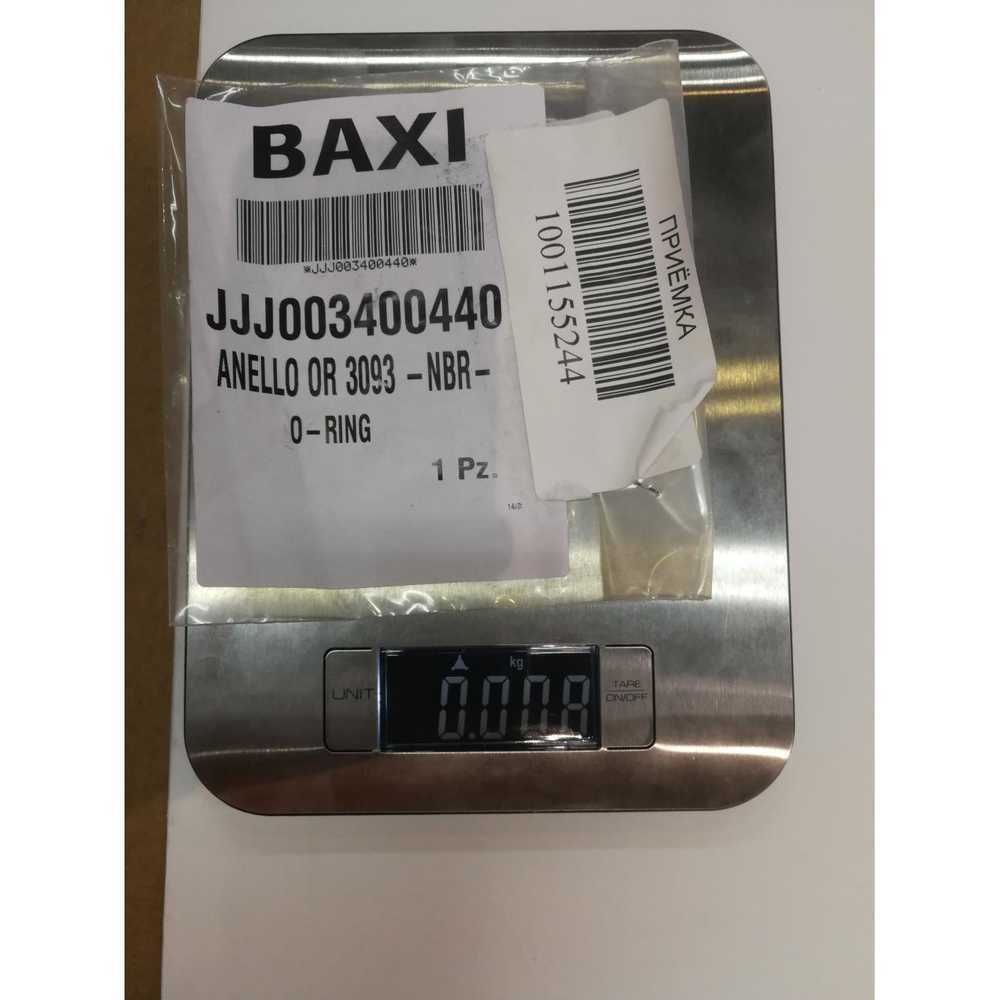 BAXI
*JJJ003400440*
JJJ003400440
ANELLO OR 3093 -NBR-
O-RING
1 Pz.
ПРИЁМКА
1001155244
kg
0.008
UNIT
TARE
ON/OFF